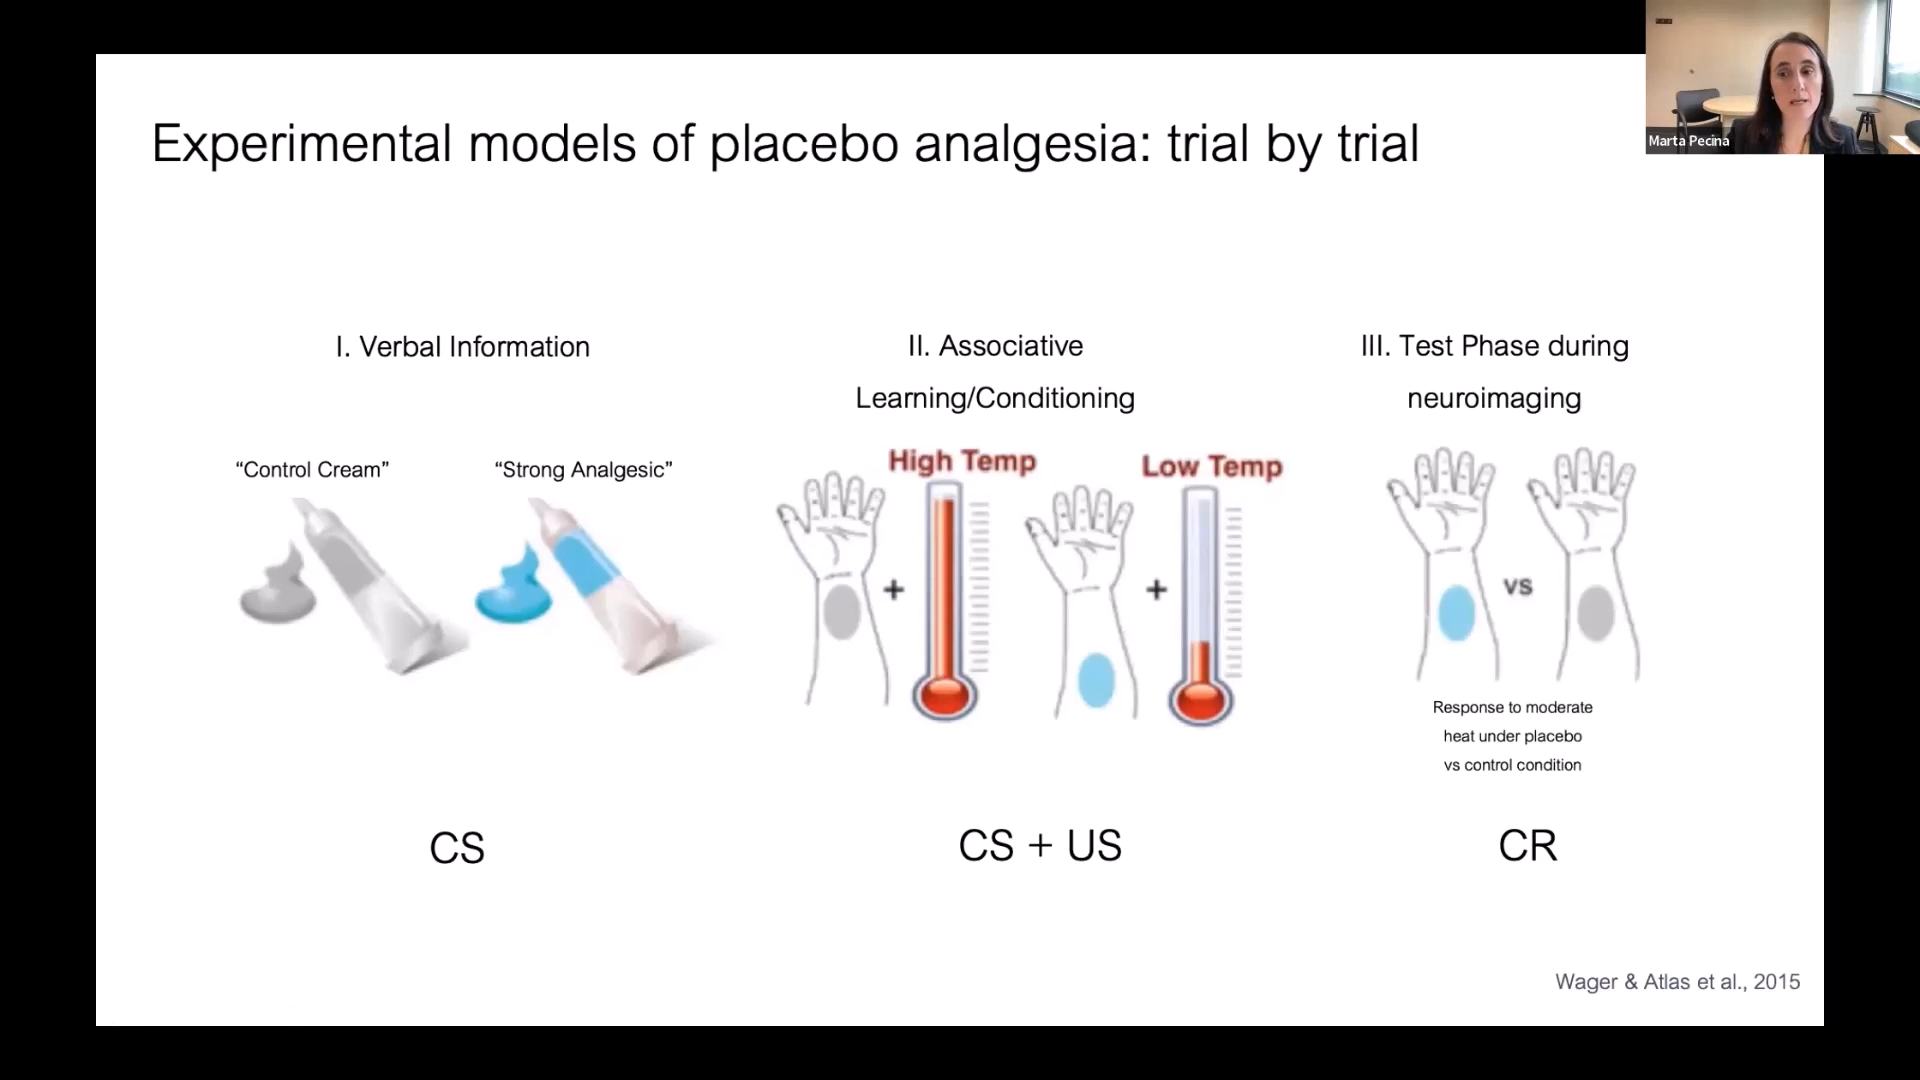 Marta Pecina
Experimental models of placebo analgesia: trial by trial
I. Verbal Information
"Control Cream"
"Strong Analgesic"
CS
II. Associative
Learning/Conditioning
High Temp
Low Temp
+
+
CS + US
III. Test Phase during
neuroimaging
vs
Response to moderate
heat under placebo
vs control condition
CR
Wager & Atlas et al., 2015